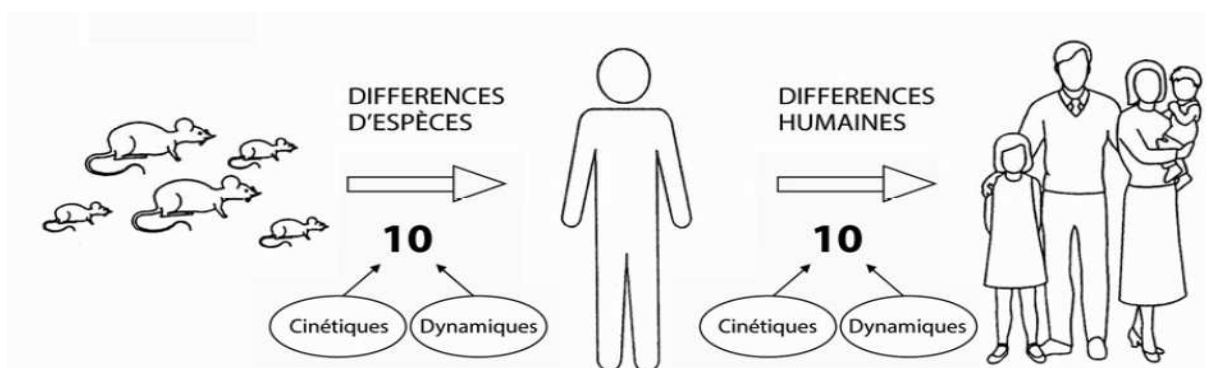 DIFFERENCES
D'ESPÈCES
10
Cinétiques
Dynamiques
DIFFERENCES
HUMAINES
10
Cinétiques
Dynamiques